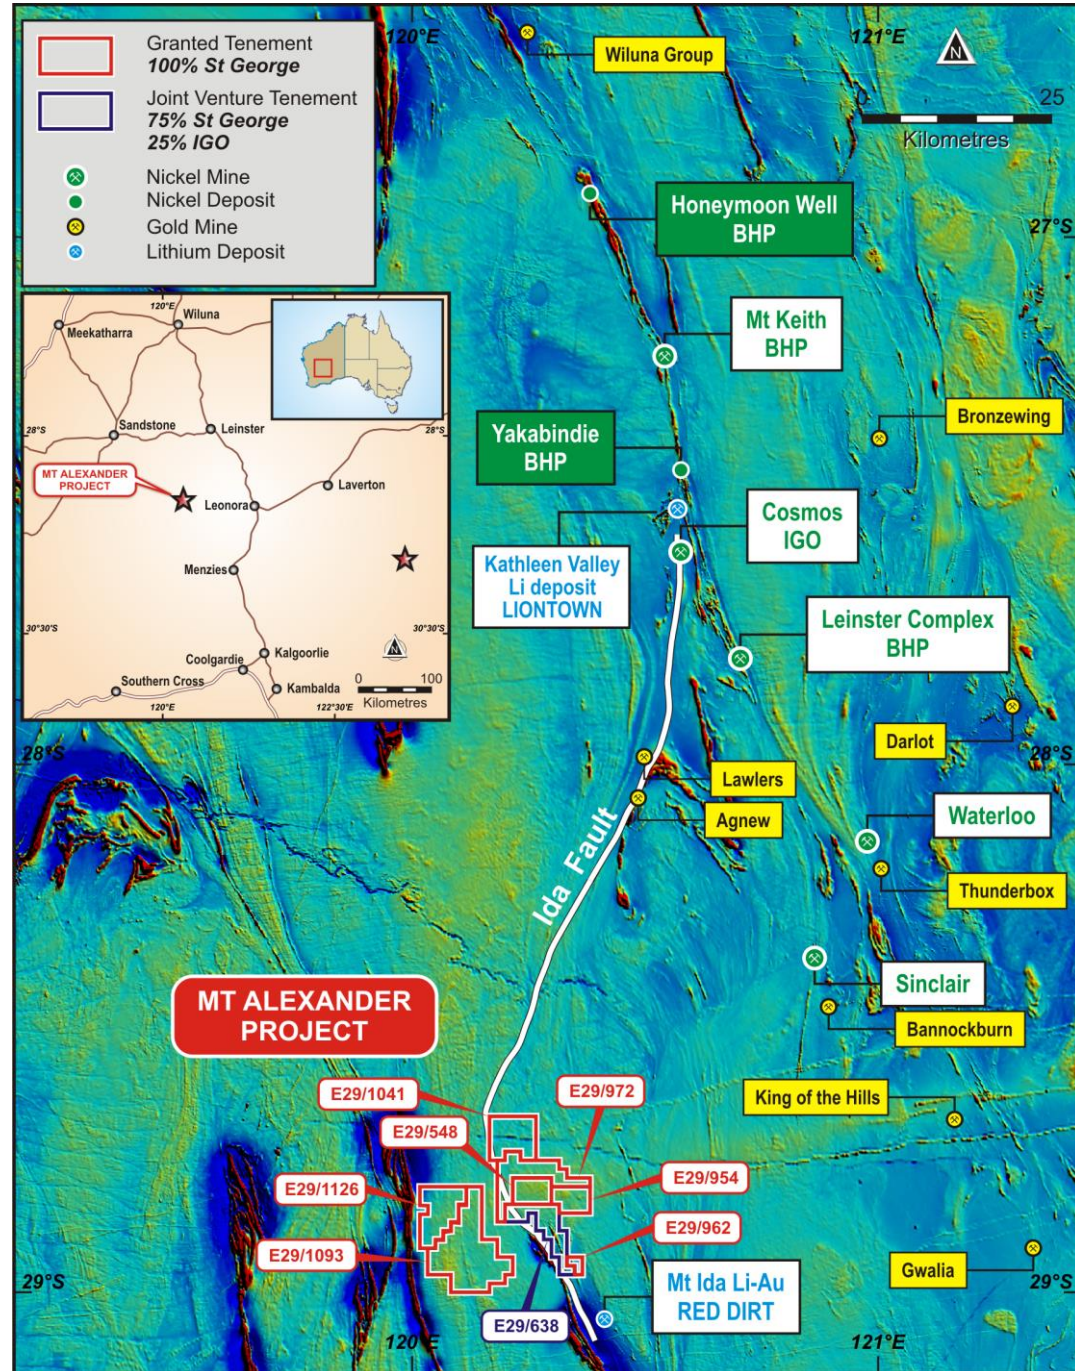 Granted Tenement
100% St George
Joint Venture Tenement
75% St George
25% IGO
Nickel Mine
Nickel Deposit
Gold Mine
Lithium Deposit
120°E
121°E
N
0 25
Kilometres
Wiluna Group
Honeymoon Well
BHP
27°S
Mt Keith
BHP
Bronzewing
Yakabindie
BHP
Cosmos
IGO
Kathleen Valley
Li deposit
LIONTOWN
Leinster Complex
BHP
Darlot
120°E
Wiluna
Meekatharra
Sandstone
Leinster
28°S
28°S
MT ALEXANDER
PROJECT
Laverton
Leonora
Menzies
30°30'S
30°30'S
Kalgoorlie
Coolgardie
Southern Cross
Kambalda
N
0 100
Kilometres
120°E
122°30'E
28°S
28°S
Lawlers
Agnew
Waterloo
Thunderbox
Ida Fault
Sinclair
Bannockburn
MT ALEXANDER
PROJECT
King of the Hills
E29/1041
E29/972
E29/548
E29/954
E29/1126
E29/962
E29/1093
Gwalia
29°S
29°S
Mt Ida Li-Au
RED DIRT
E29/638
120°E
121°E